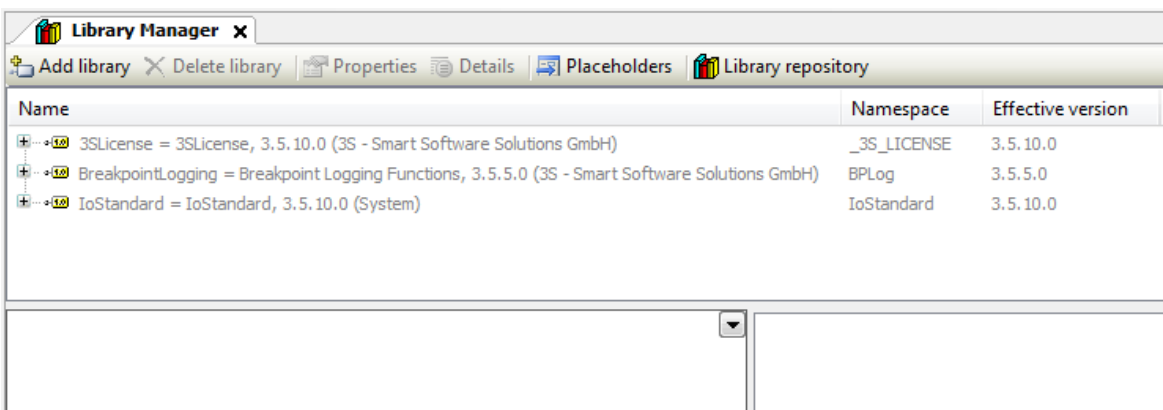 Library Manager
Add library Delete library Properties Details Placeholders Library repository
Name Namespace Effective version
3SLicense = 3SLicense, 3.5.10.0 (3S - Smart Software Solutions GmbH) _3S_LICENSE 3.5.10.0
BreakpointLogging = Breakpoint Logging Functions, 3.5.5.0 (3S - Smart Software Solutions GmbH) BPLog 3.5.5.0
IoStandard = IoStandard, 3.5.10.0 (System) IoStandard 3.5.10.0